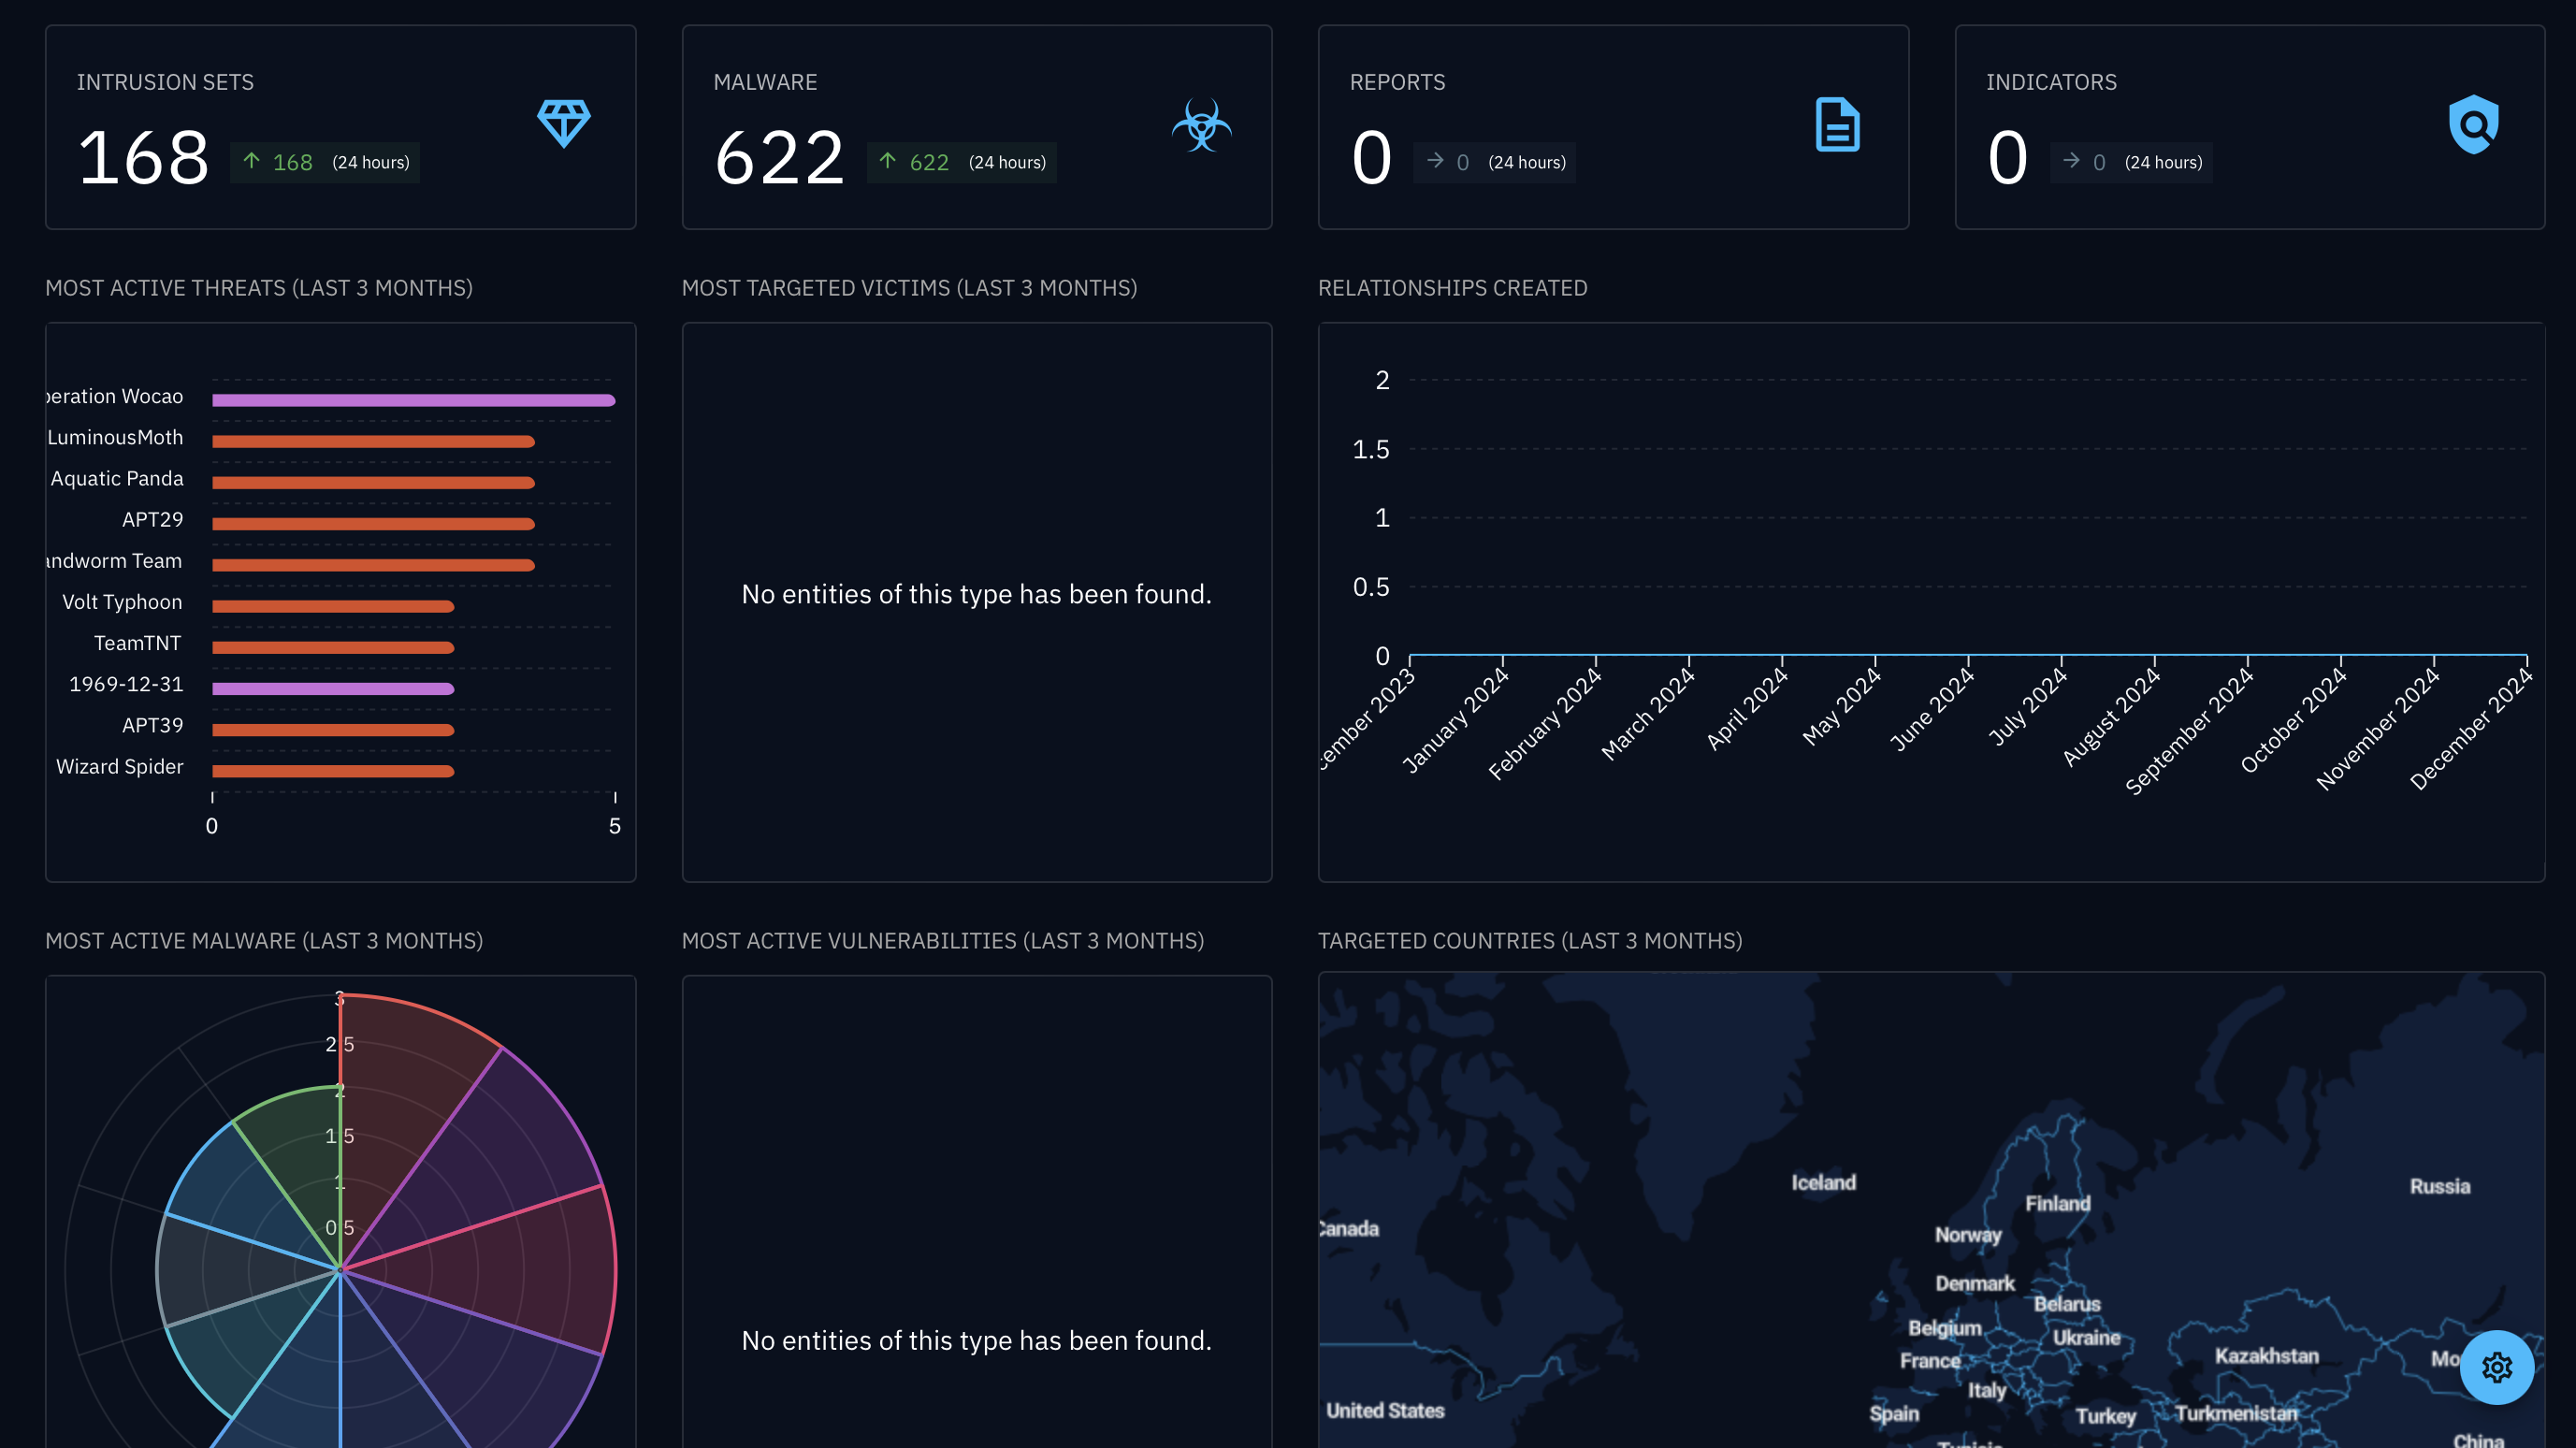 INTRUSION SETS
168
168 (24 hours)
MALWARE
622
622 (24 hours)
REPORTS
0
0 (24 hours)
INDICATORS
0
0 (24 hours)
MOST ACTIVE THREATS (LAST 3 MONTHS)
peration Wocao
LuminousMoth
Aquatic Panda
APT29
andworm Team
Volt Typhoon
TeamTNT
1969-12-31
APT39
Wizard Spider
0
5
MOST TARGETED VICTIMS (LAST 3 MONTHS)
No entities of this type has been found.
RELATIONSHIPS CREATED
2
1.5
1
0.5
0
cember 2023
January 2024
February 2024
March 2024
April 2024
May 2024
June 2024
July 2024
August 2024
September 2024
October 2024
November 2024
December 2024
MOST ACTIVE MALWARE (LAST 3 MONTHS)
3
2.5
2
1.5
1
0.5
MOST ACTIVE VULNERABILITIES (LAST 3 MONTHS)
No entities of this type has been found.
TARGETED COUNTRIES (LAST 3 MONTHS)
Iceland
Russia
Finland
Canada
Norway
Denmark
Belarus
Belgium
Ukraine
France
Kazakhstan
Mo
Italy
United States
Spain
Turkey
Turkmenistan
China